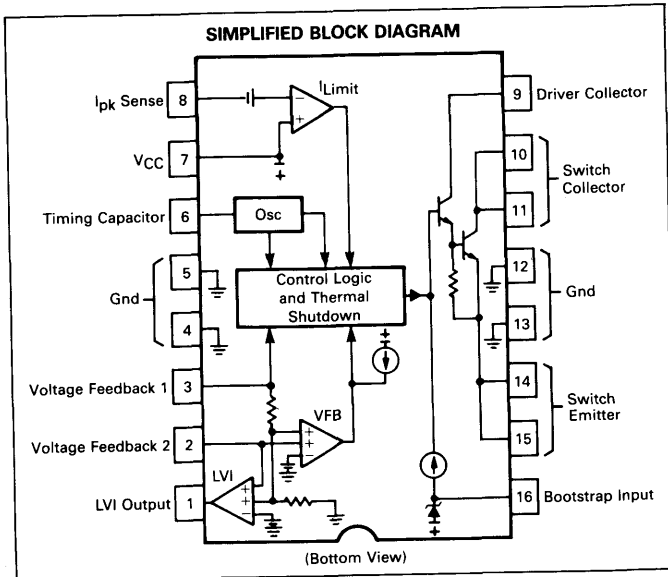 SIMPLIFIED BLOCK DIAGRAM
Ipk Sense
8
ILimit
9
Driver Collector
VCC
7
+
10
Switch
Collector
11
Timing Capacitor
6
Osc
Gnd
5
4
Control Logic
and Thermal
Shutdown
12
Gnd
13
Voltage Feedback 1
3
+
14
Switch
Emitter
15
Voltage Feedback 2
2
VFB
LVI Output
1
LVI
16
Bootstrap Input
+
(Bottom View)